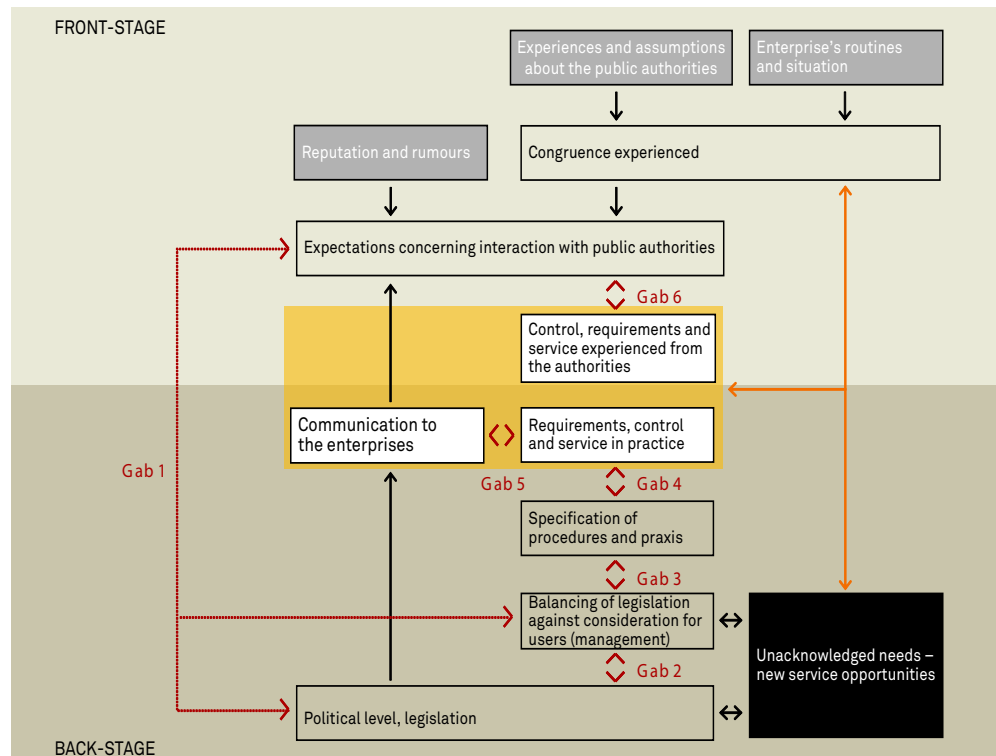 FRONT-STAGE
Experiences and assumptions
about the public authorities
Enterprise's routines
and situation
Reputation and rumours
Congruence experienced
Expectations concerning interaction with public authorities
Gab 6
Control, requirements and
service experienced from
the authorities
Communication to
the enterprises
Requirements, control
and service in practice
Gab 1
Gab 5
Gab 4
Specification of
procedures and praxis
Gab 3
Balancing of legislation
against consideration for
users (management)
Unacknowledged needs –
new service opportunities
Gab 2
Political level, legislation
BACK-STAGE